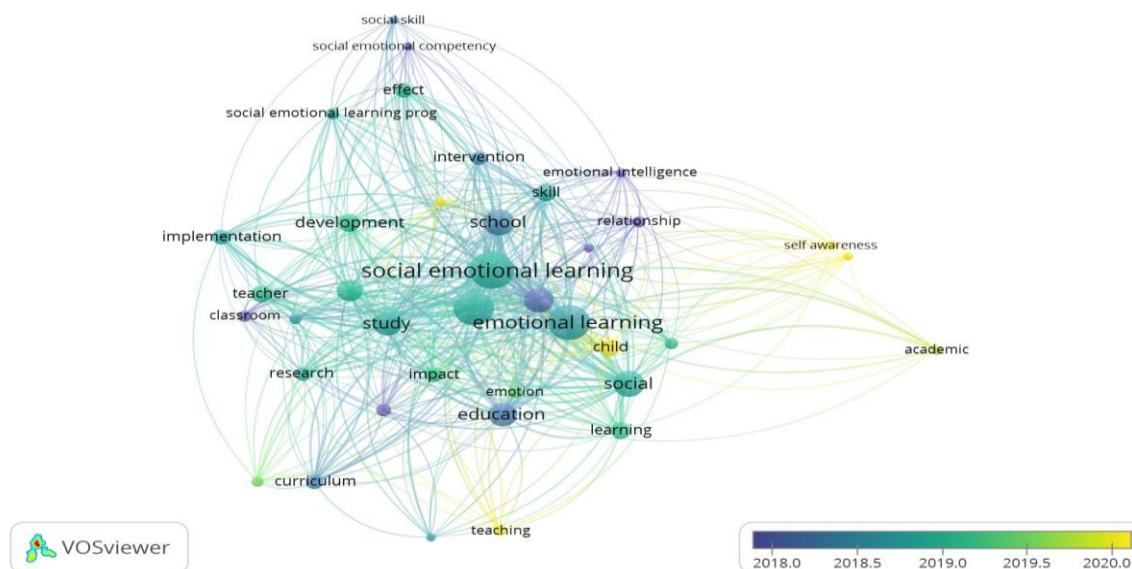 social skill
social emotional competency
effect
social emotional learning prog
intervention
emotional intelligence
skill
relationship
development
school
implementation
self awareness
social emotional learning
teacher
classroom
study
emotional learning
child
academic
research
impact
emotion
social
education
learning
curriculum
teaching
VOSviewer
2018.0 2018.5 2019.0 2019.5 2020.0